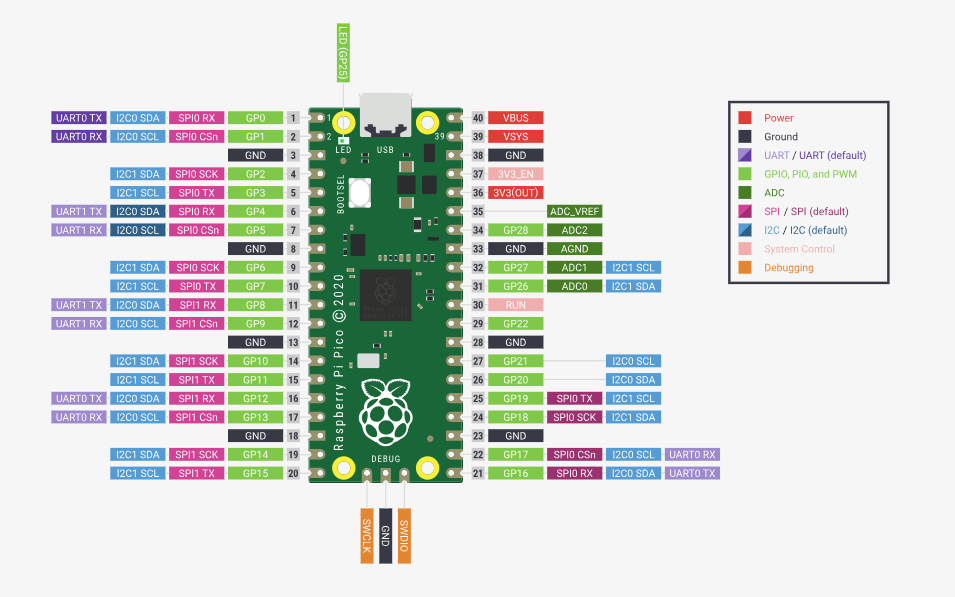 LED (GP25)
UART0 TX I2C0 SDA SPI0 RX GP0 1 1 40 VBUS
UART0 RX I2C0 SCL SPI0 CSn GP1 2 2 39 39 VSYS
GND 3 LED USB 38 GND
I2C1 SDA SPI0 SCK GP2 4 37 3V3_EN
I2C1 SCL SPI0 TX GP3 5 BOOTSEL 36 3V3(OUT)
UART1 TX I2C0 SDA SPI0 RX GP4 6 35 ADC_VREF
UART1 RX I2C0 SCL SPI0 CSn GP5 7 34 GP28 ADC2
GND 8 33 GND AGND
I2C1 SDA SPI0 SCK GP6 9 32 GP27 ADC1 I2C1 SCL
I2C1 SCL SPI0 TX GP7 10 31 GP26 ADC0 I2C1 SDA
UART1 TX I2C0 SDA SPI1 RX GP8 11 30 RUN
UART1 RX I2C0 SCL SPI1 CSn GP9 12 29 GP22
GND 13 28 GND
I2C1 SDA SPI1 SCK GP10 14 27 GP21 I2C0 SCL
I2C1 SCL SPI1 TX GP11 15 26 GP20 I2C0 SDA
UART0 TX I2C0 SDA SPI1 RX GP12 16 25 GP19 SPI0 TX I2C1 SCL
UART0 RX I2C0 SCL SPI1 CSn GP13 17 24 GP18 SPI0 SCK I2C1 SDA
GND 18 23 GND
I2C1 SDA SPI1 SCK GP14 19 22 GP17 SPI0 CSn I2C0 SCL UART0 RX
I2C1 SCL SPI1 TX GP15 20 21 GP16 SPI0 RX I2C0 SDA UART0 TX
Raspberry Pi Pico © 2020
DEBUG
SWCLK
GND
SWDIO
Power
Ground
UART / UART (default)
GPIO, PIO, and PWM
ADC
SPI / SPI (default)
I2C / I2C (default)
System Control
Debugging